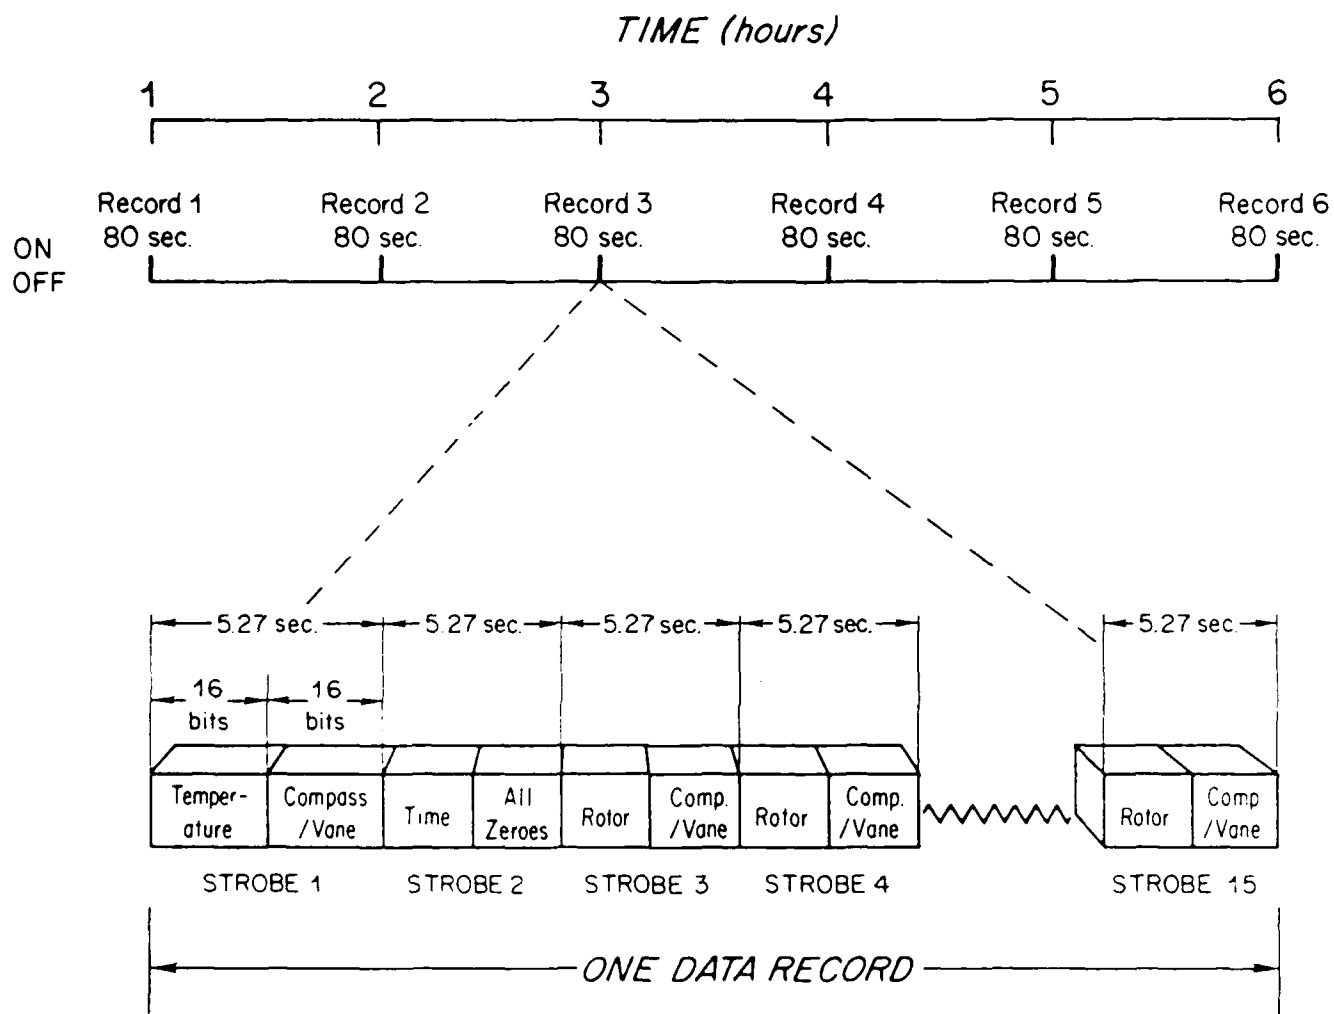 TIME (hours)
1 2 3 4 5 6
Record 1 Record 2 Record 3 Record 4 Record 5 Record 6
80 sec. 80 sec. 80 sec. 80 sec. 80 sec. 80 sec.
ON
OFF
5.27 sec. 5.27 sec. 5.27 sec. 5.27 sec. 5.27 sec.
16 16
bits bits
Temper- Compass Time All Rotor Comp. Rotor Comp. Rotor Comp
ature /Vane Zeroes /Vane /Vane /Vane
STROBE 1 STROBE 2 STROBE 3 STROBE 4 STROBE 15
ONE DATA RECORD